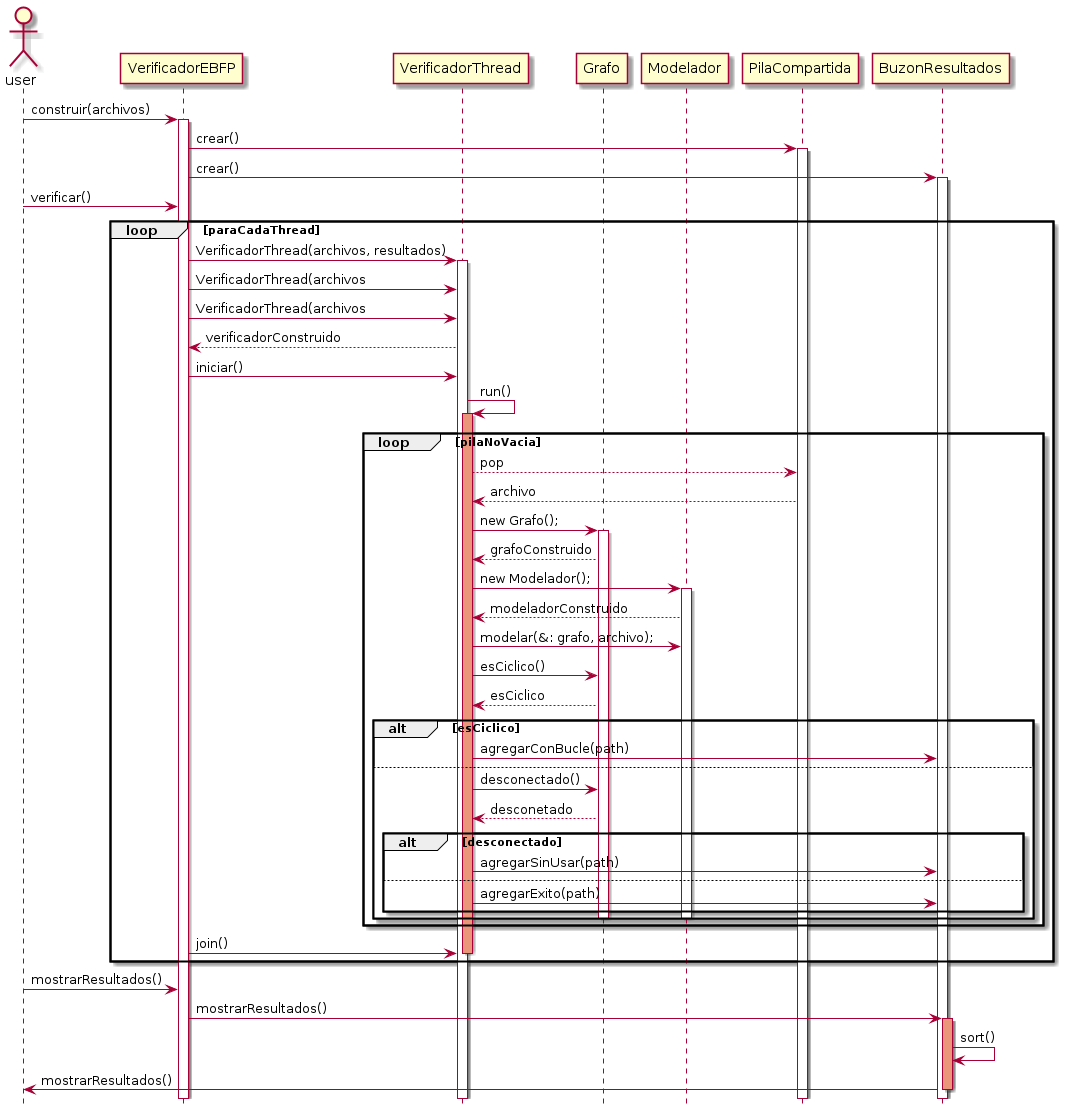 user
VerificadorEBFP
VerificadorThread
Grafo
Modelador
PilaCompartida
BuzonResultados
construir(archivos)
crear()
crear()
verificar()
loop [paraCadaThread]
VerificadorThread(archivos, resultados)
VerificadorThread(archivos
VerificadorThread(archivos
verificadorConstruido
iniciar()
run()
loop [pilaNoVacia]
pop
archivo
new Grafo();
grafoConstruido
new Modelador();
modeladorConstruido
modelar(&: grafo, archivo);
esCiclico()
esCiclico
alt [esCiclico]
agregarConBucle(path)
desconectado()
desconetado
alt [desconectado]
agregarSinUsar(path)
agregarExito(path)
join()
mostrarResultados()
mostrarResultados()
sort()
mostrarResultados()